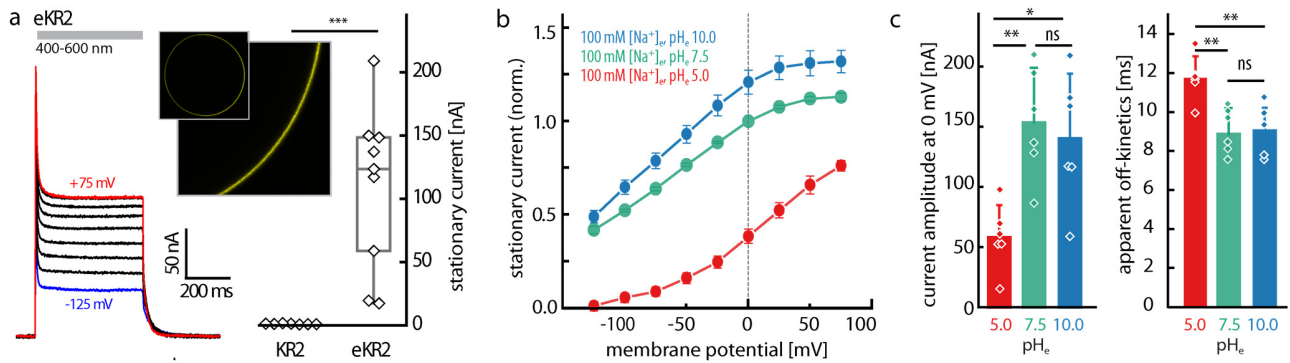 a
eKR2
400-600 nm
+75 mV
-125 mV
50 nA
200 ms
***
200
150
100
50
0
stationary current [nA]
KR2
eKR2
b
100 mM [Na⁺]e, pHe 10.0
100 mM [Na⁺]e, pHe 7.5
100 mM [Na⁺]e, pHe 5.0
1.5
1.0
0.5
0.0
stationary current (norm.)
-100
-50
0
50
100
membrane potential [mV]
c
*
**
ns
200
150
100
50
0
current amplitude at 0 mV [nA]
5.0
7.5
10.0
pHe
**
***
**
ns
14
12
10
8
6
4
2
0
apparent off-kinetics [ms]
5.0
7.5
10.0
pHe